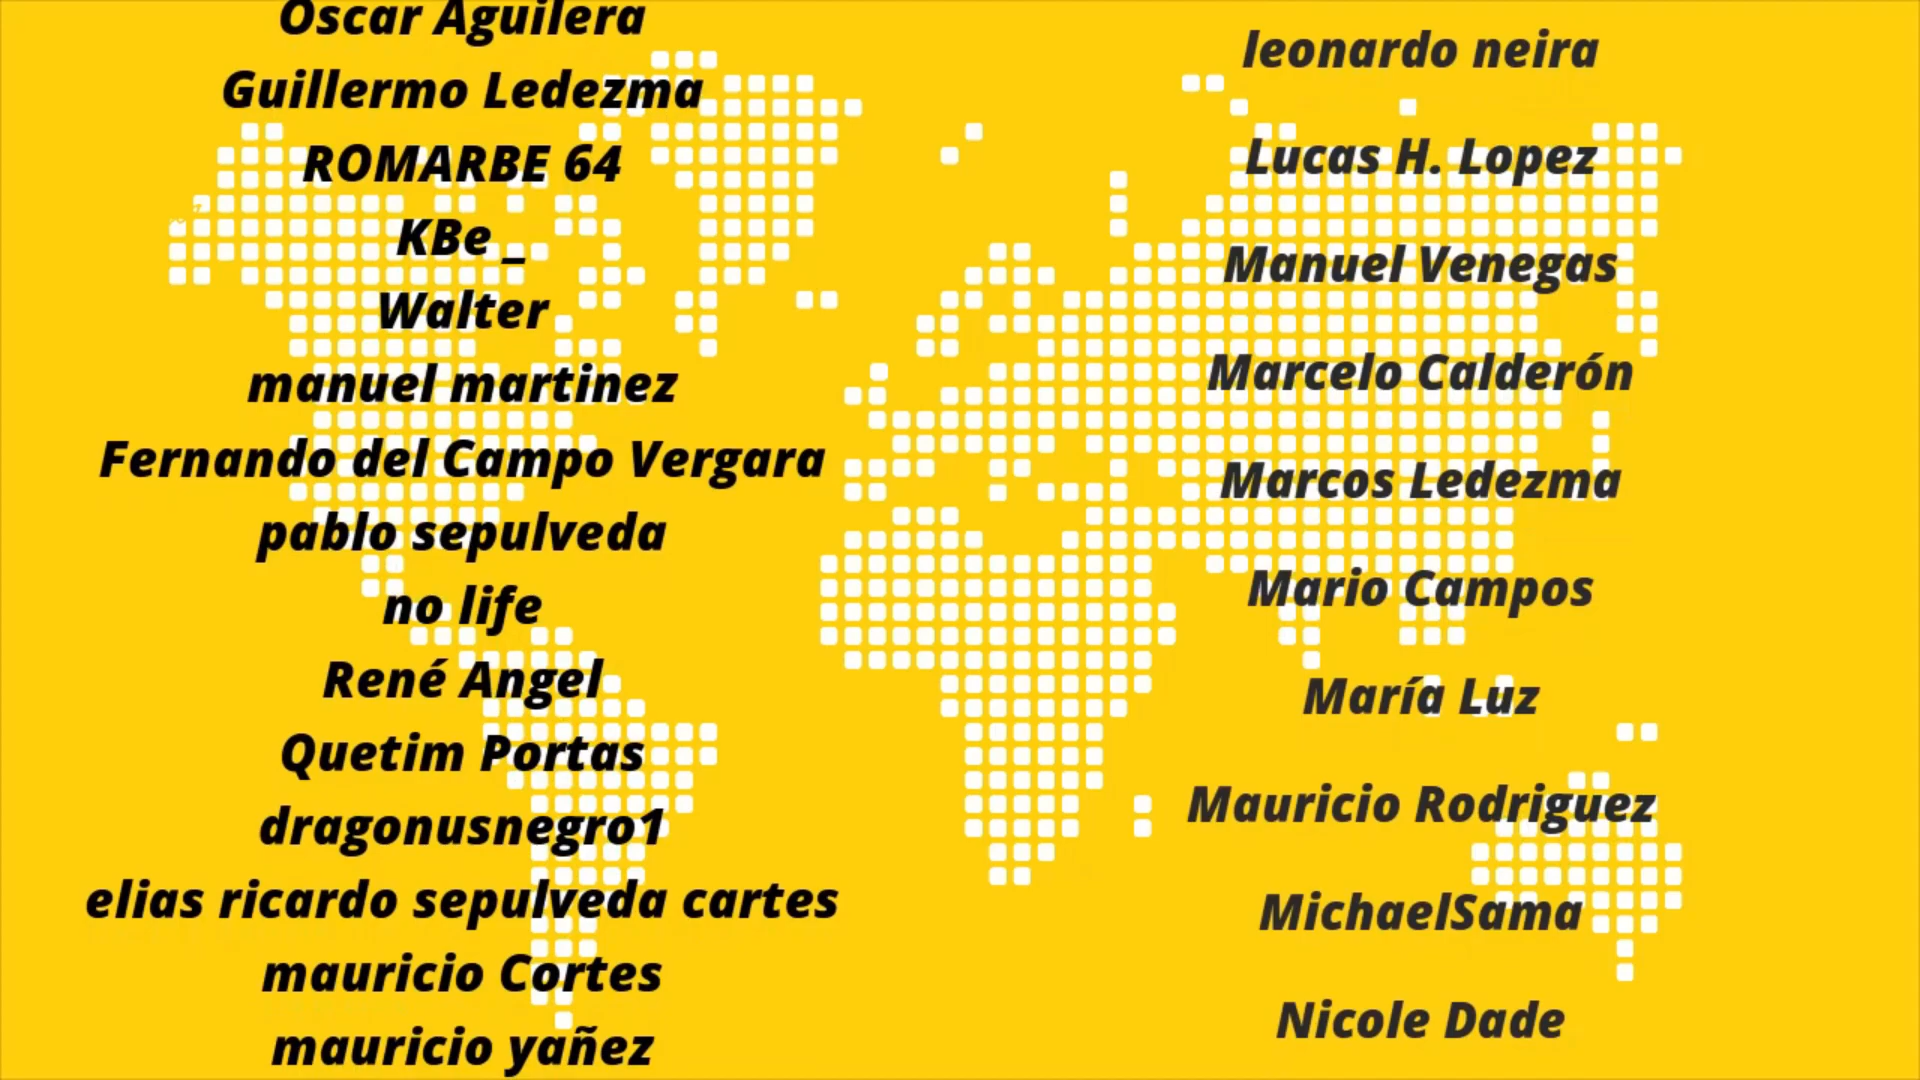 Oscar Aguilera
Guillermo Ledezma
ROMARBE 64
KBe _
Walter
manuel martinez
Fernando del Campo Vergara
pablo sepulveda
no life
René Angel
Quetim Portas
dragonusnegro1
elias ricardo sepulveda cartes
mauricio Cortes
mauricio yañez
leonardo neira
Lucas H. Lopez
Manuel Venegas
Marcelo Calderón
Marcos Ledezma
Mario Campos
María Luz
Mauricio Rodriguez
MichaelSama
Nicole Dade